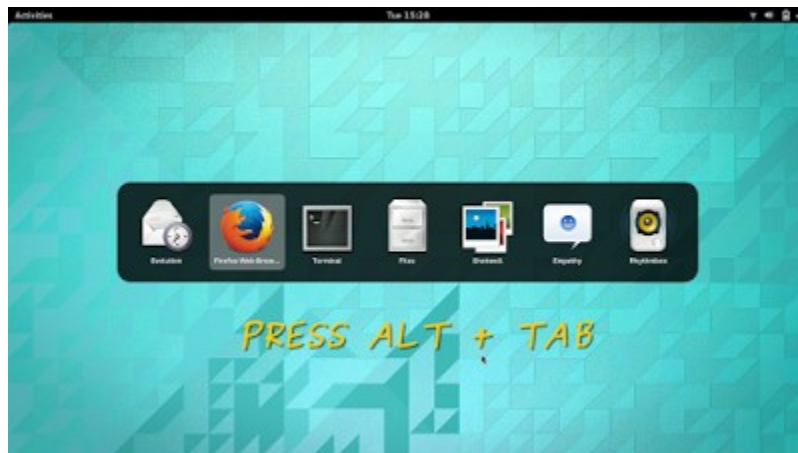 Activities
Tue 15:28
Evolution
Firefox Web Brow...
Terminal
Files
Shotwell
Empathy
Rhythmbox
PRESS ALT + TAB